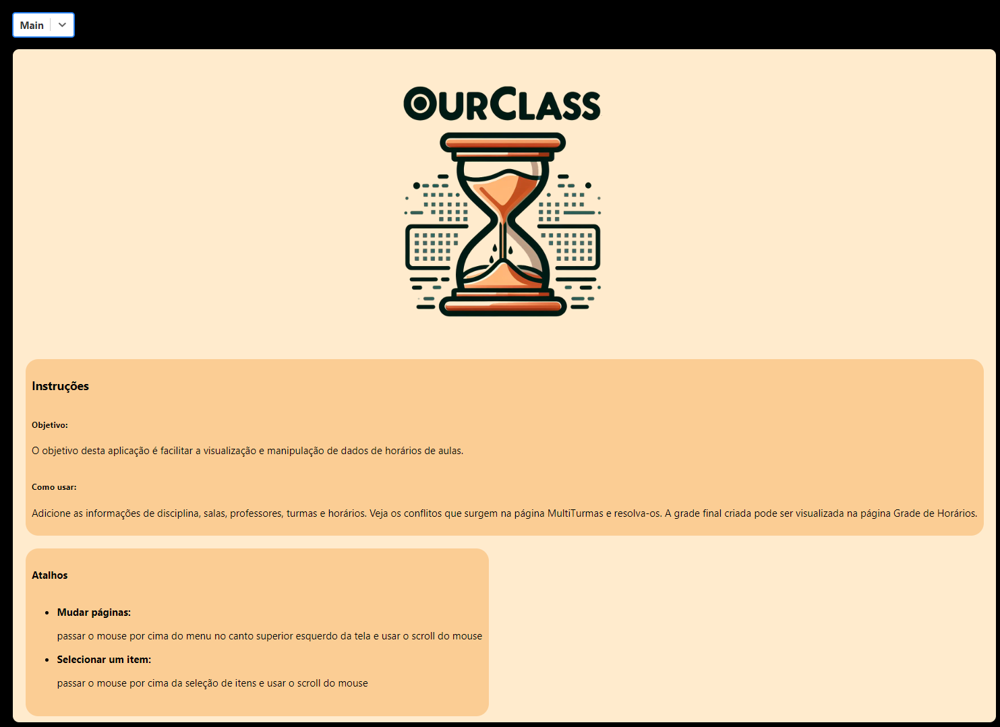 Main
OURCLASS
Instruções
Objetivo:
O objetivo desta aplicação é facilitar a visualização e manipulação de dados de horários de aulas.
Como usar:
Adicione as informações de disciplina, salas, professores, turmas e horários. Veja os conflitos que surgem na página MultiTurmas e resolva-os. A grade final criada pode ser visualizada na página Grade de Horários.
Atalhos
• Mudar páginas:
passar o mouse por cima do menu no canto superior esquerdo da tela e usar o scroll do mouse
• Selecionar um item:
passar o mouse por cima da seleção de itens e usar o scroll do mouse